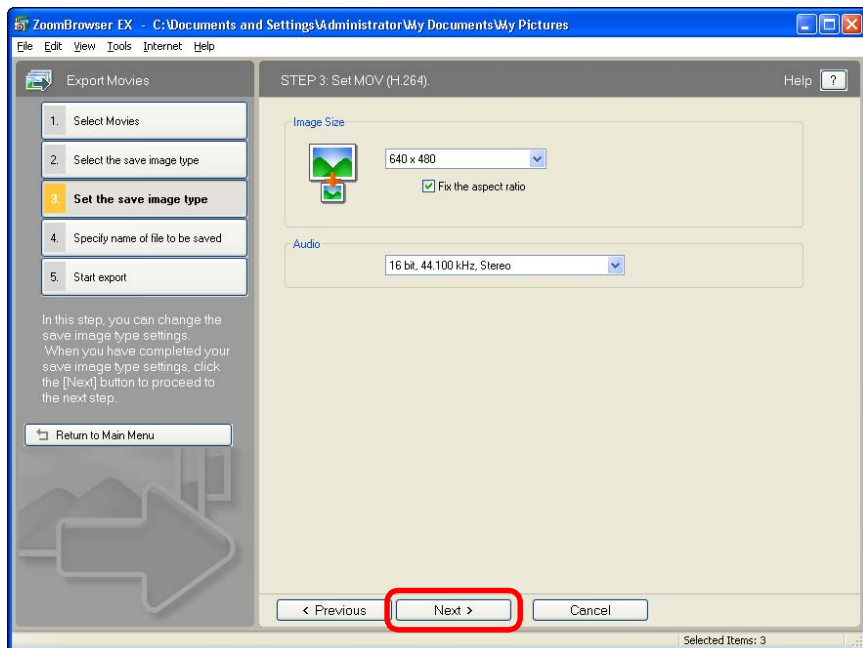 ZoomBrowser EX - C:\Documents and Settings\Administrator\My Documents\My Pictures
File Edit View Tools Internet Help
Export Movies
1. Select Movies
2. Select the save image type
3. Set the save image type
4. Specify name of file to be saved
5. Start export
In this step, you can change the
save image type settings.
When you have completed your
save image type settings, click
the [Next] button to proceed to
the next step.
Return to Main Menu
STEP 3: Set MOV (H.264).
Help ?
Image Size
640 x 480
Fix the aspect ratio
Audio
16 bit, 44.100 kHz, Stereo
< Previous
Next >
Cancel
Selected Items: 3